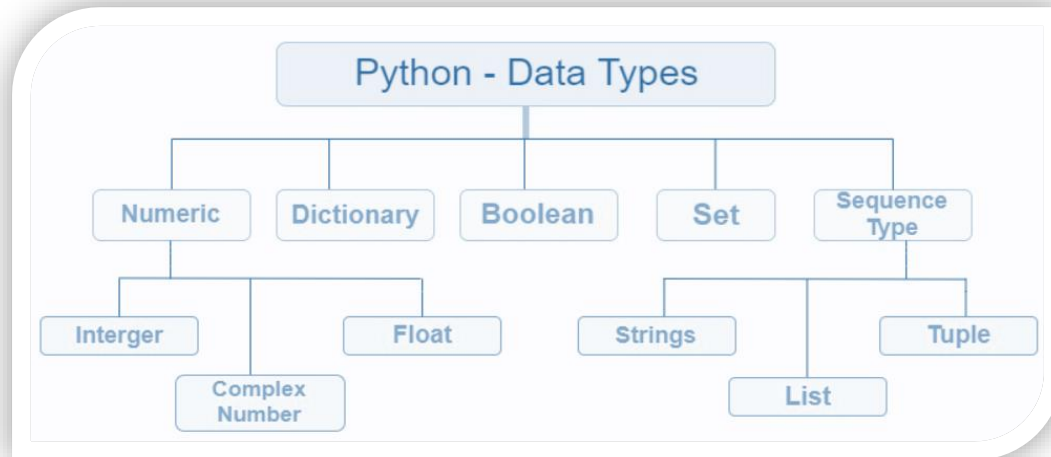 Python - Data Types
Numeric
Dictionary
Boolean
Set
Sequence
Type
Interger
Complex
Number
Float
Strings
List
Tuple